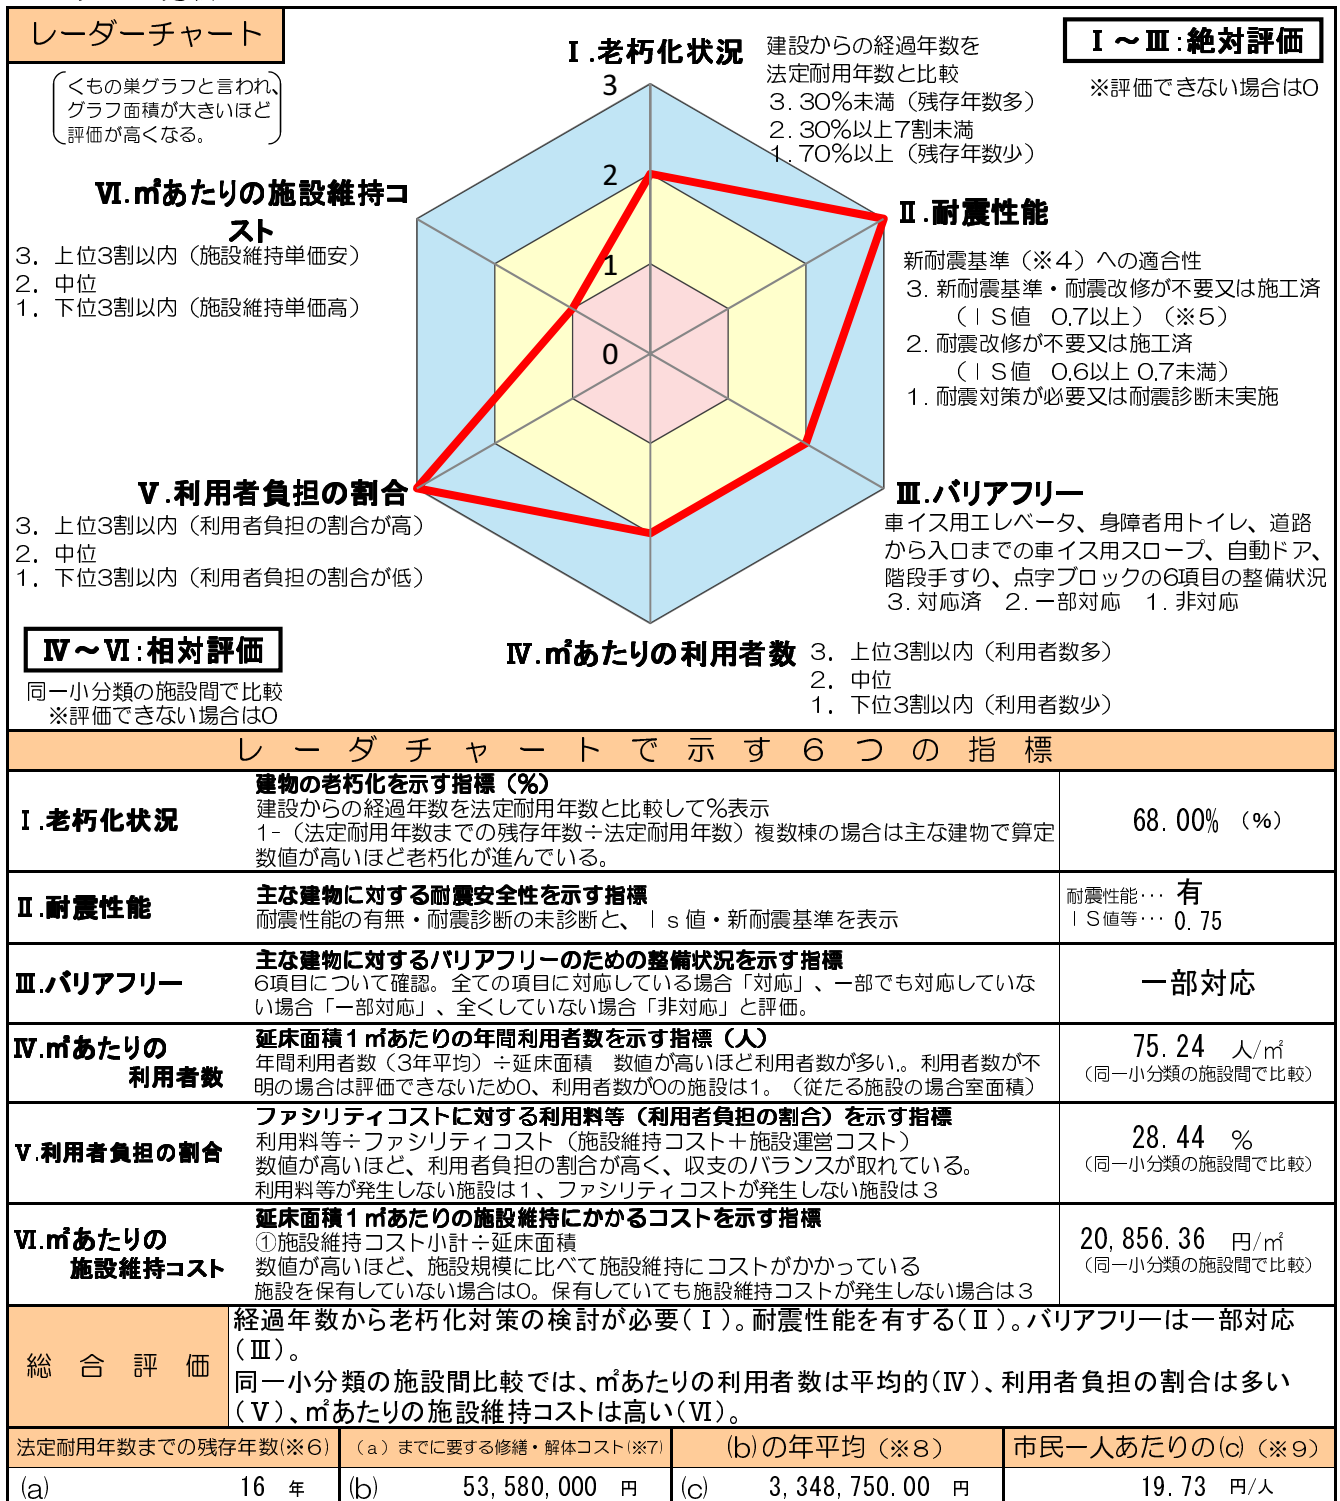 レーダーチャート
くもの巣グラフと言われ、
グラフ面積が大きいほど
評価が高くなる。
Ⅰ～Ⅲ:絶対評価
※評価できない場合は0
Ⅰ.老朽化状況
建設からの経過年数を
法定耐用年数と比較
3. 30%未満（残存年数多）
2. 30%以上7割未満
1. 70%以上（残存年数少）
3
2
1
0
Ⅱ.耐震性能
新耐震基準（※4）への適合性
3. 新耐震基準・耐震改修が不要又は施工済
（ＩＳ値　0.7以上）（※5）
2. 耐震改修が不要又は施工済
（ＩＳ値　0.6以上 0.7未満）
1. 耐震対策が必要又は耐震診断未実施
Ⅲ.バリアフリー
車イス用エレベータ、身障者用トイレ、道路
から入口までの車イス用スロープ、自動ドア、
階段手すり、点字ブロックの6項目の整備状況
3. 対応済　2. 一部対応　1. 非対応
Ⅳ.㎡あたりの利用者数
3．上位3割以内（利用者数多）
2．中位
1．下位3割以内（利用者数少）
Ⅴ.利用者負担の割合
3．上位3割以内（利用者負担の割合が高）
2．中位
1．下位3割以内（利用者負担の割合が低）
Ⅵ.㎡あたりの施設維持コ
スト
3．上位3割以内（施設維持単価安）
2．中位
1．下位3割以内（施設維持単価高）
Ⅳ～Ⅵ:相対評価
同一小分類の施設間で比較
※評価できない場合は0
レーダチャートで示す６つの指標
Ⅰ.老朽化状況
建物の老朽化を示す指標（%）
建設からの経過年数を法定耐用年数と比較して%表示
1-（法定耐用年数までの残存年数÷法定耐用年数）複数棟の場合は主な建物で算定
数値が高いほど老朽化が進んでいる。
68.00% （%）
Ⅱ.耐震性能
主な建物に対する耐震安全性を示す指標
耐震性能の有無・耐震診断の未診断と、Ｉｓ値・新耐震基準を表示
耐震性能… 有
ＩＳ値等… 0.75
Ⅲ.バリアフリー
主な建物に対するバリアフリーのための整備状況を示す指標
6項目について確認。全ての項目に対応している場合「対応」、一部でも対応していな
い場合「一部対応」、全くしていない場合「非対応」と評価。
一部対応
Ⅳ.㎡あたりの
利用者数
延床面積１㎡あたりの年間利用者数を示す指標（人）
年間利用者数（3年平均）÷延床面積　数値が高いほど利用者数が多い。利用者数が不
明の場合は評価できないため0、利用者数が0の施設は1。（従たる施設の場合室面積）
75.24 人/㎡
（同一小分類の施設間で比較）
Ⅴ.利用者負担の割合
ファシリティコストに対する利用料等（利用者負担の割合）を示す指標
利用料等÷ファシリティコスト（施設維持コスト＋施設運営コスト）
数値が高いほど、利用者負担の割合が高く、収支のバランスが取れている。
利用料等が発生しない施設は１、ファシリティコストが発生しない施設は３
28.44 %
（同一小分類の施設間で比較）
Ⅵ.㎡あたりの
施設維持コスト
延床面積１㎡あたりの施設維持にかかるコストを示す指標
①施設維持コスト小計÷延床面積
数値が高いほど、施設規模に比べて施設維持にコストがかかっている
施設を保有していない場合は0。保有していても施設維持コストが発生しない場合は３
20,856.36 円/㎡
（同一小分類の施設間で比較）
総合評価
経過年数から老朽化対策の検討が必要(Ⅰ)。耐震性能を有する(Ⅱ)。バリアフリーは一部対応
(Ⅲ)。
同一小分類の施設間比較では、㎡あたりの利用者数は平均的(Ⅳ)、利用者負担の割合は多い
(Ⅴ)、㎡あたりの施設維持コストは高い(Ⅵ)。
法定耐用年数までの残存年数(※6)
（a）までに要する修繕・解体コスト(※7)
(b)の年平均（※8）
市民一人あたりの(c)（※9）
(a) 16 年
(b) 53,580,000 円
(c) 3,348,750.00 円
19.73 円/人